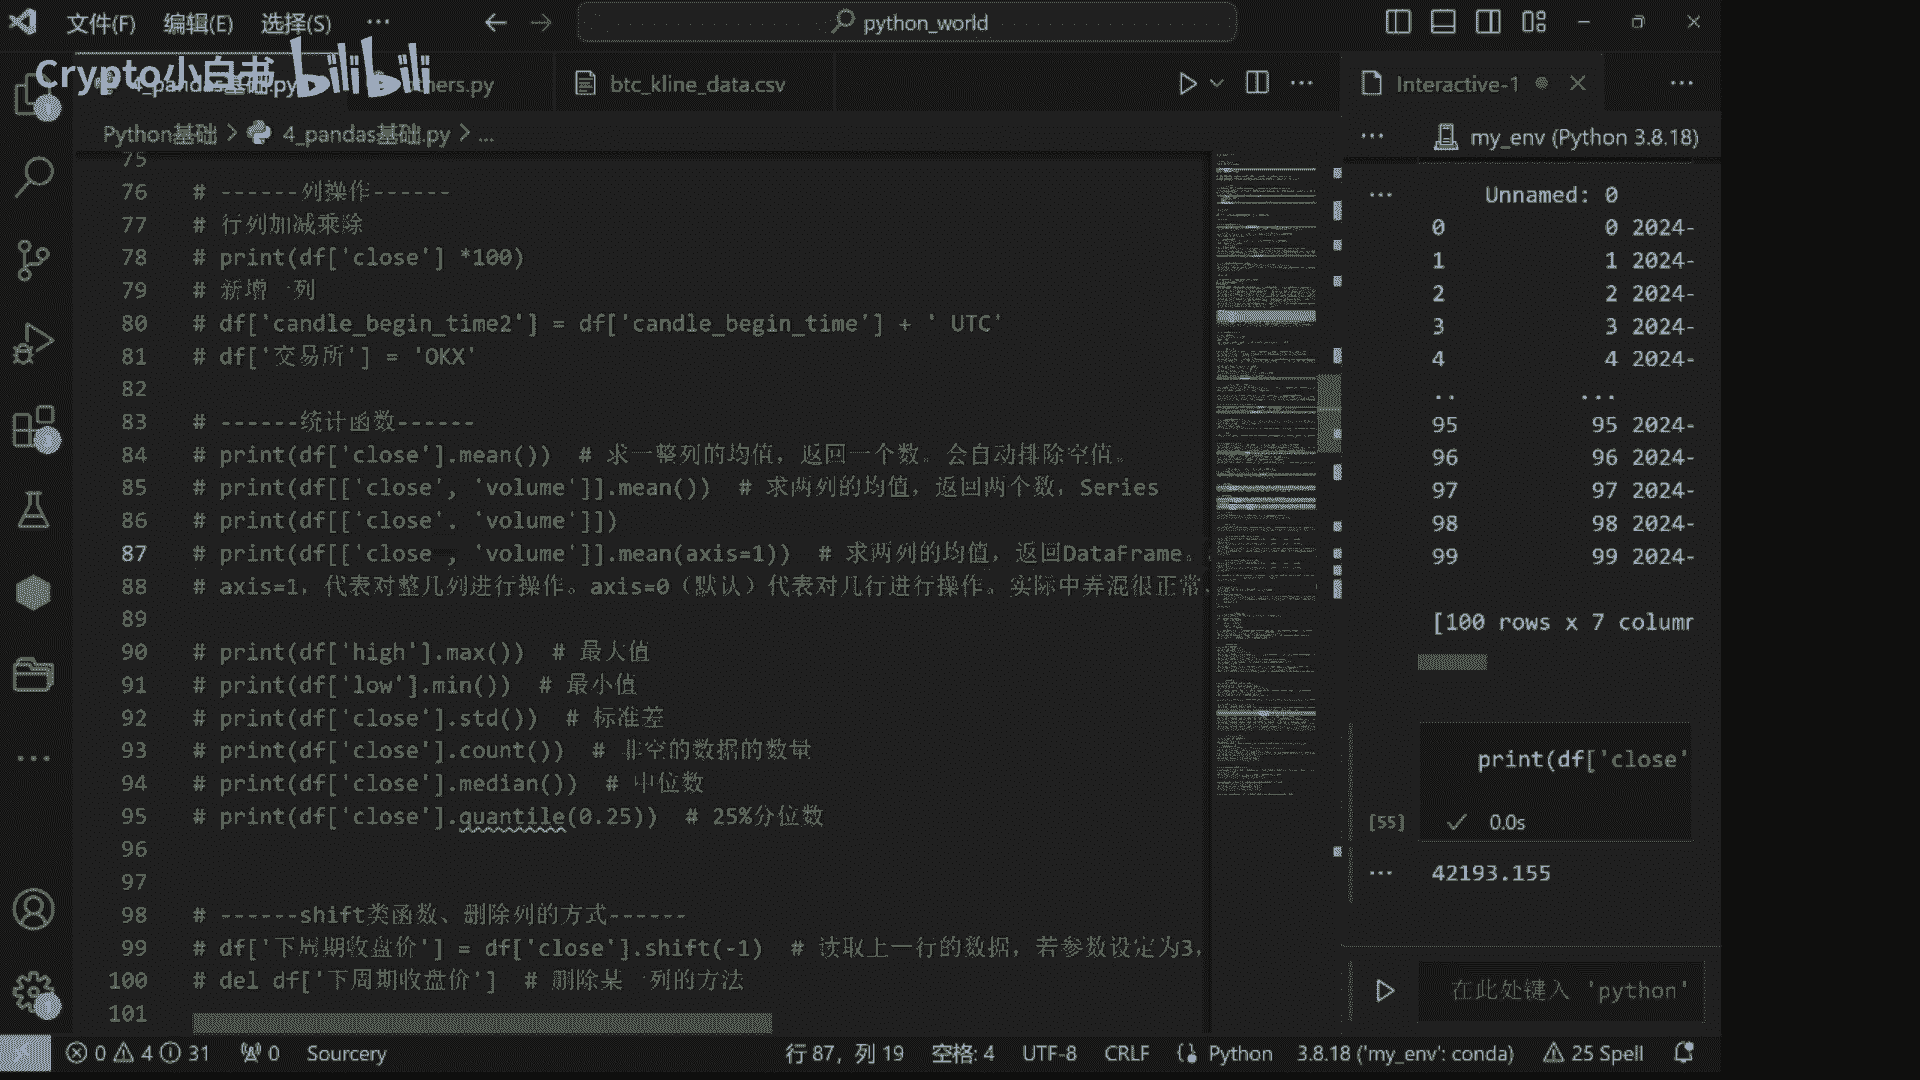 文件(F) 编辑(E) 选择(S) ··· python_world
Crypto小白书 bilibili
4_pandas基础.py hers.py btc_kline_data.csv Interactive-1
Python基础 > 4_pandas基础.py > ...
my_env (Python 3.8.18)
75
76 # ------列操作------
77 # 行列加减乘除
78 # print(df['close'] *100)
79 # 新增一列
80 # df['candle_begin_time2'] = df['candle_begin_time'] + ' UTC'
81 # df['交易所'] = 'OKX'
82
83 # ------统计函数------
84 # print(df['close'].mean()) # 求一整列的均值，返回一个数。会自动排除空值。
85 # print(df[['close', 'volume']].mean()) # 求两列的均值，返回两个数，Series
86 # print(df[['close', 'volume']])
87 # print(df[['close , 'volume']].mean(axis=1)) # 求两列的均值，返回DataFrame。
88 # axis=1，代表对整几列进行操作。axis=0（默认）代表对几行进行操作。实际中弄混很正常，
89
90 # print(df['high'].max()) # 最大值
91 # print(df['low'].min()) # 最小值
92 # print(df['close'].std()) # 标准差
93 # print(df['close'].count()) # 非空的数据的数量
94 # print(df['close'].median()) # 中位数
95 # print(df['close'].quantile(0.25)) # 25%分位数
96
97
98 # ------shift类函数、删除列的方式------
99 # df['下周期收盘价'] = df['close'].shift(-1) # 读取上一行的数据，若参数设定为3，
100 # del df['下周期收盘价'] # 删除某一列的方法
101
Unnamed: 0
0 0 2024-
1 1 2024-
2 2 2024-
3 3 2024-
4 4 2024-
.. ...
95 95 2024-
96 96 2024-
97 97 2024-
98 98 2024-
99 99 2024-
[100 rows x 7 column
print(df['close'
[55] 0.0s
42193.155
在此处键入 'python'
0 4 31 0 Sourcery 行 87，列 19 空格: 4 UTF-8 CRLF Python 3.8.18 ('my_env': conda) 25 Spell